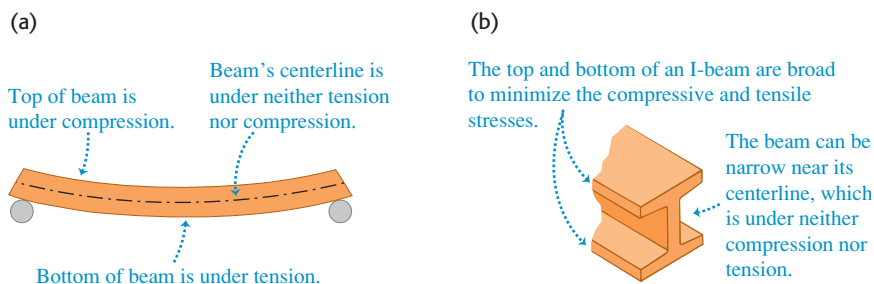 (a)
Top of beam is
under compression.
Beam's centerline is
under neither tension
nor compression.
Bottom of beam is under tension.
(b)
The top and bottom of an I-beam are broad
to minimize the compressive and tensile
stresses.
The beam can be
narrow near its
centerline, which
is under neither
compression nor
tension.